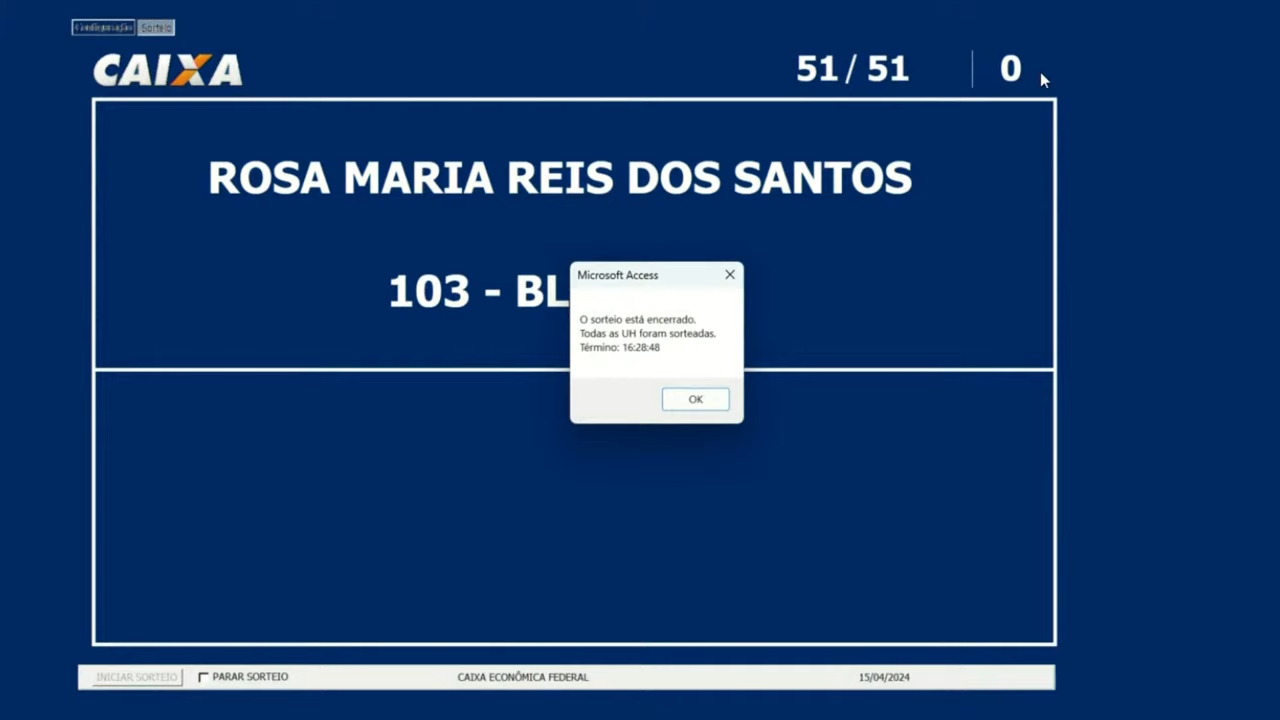 Configuração Sorteio
CAIXA
51 / 51 0
ROSA MARIA REIS DOS SANTOS
103 - BL
Microsoft Access
O sorteio está encerrado.
Todas as UH foram sorteadas.
Término: 16:28:48
OK
INICIAR SORTEIO PARAR SORTEIO CAIXA ECONÔMICA FEDERAL 15/04/2024